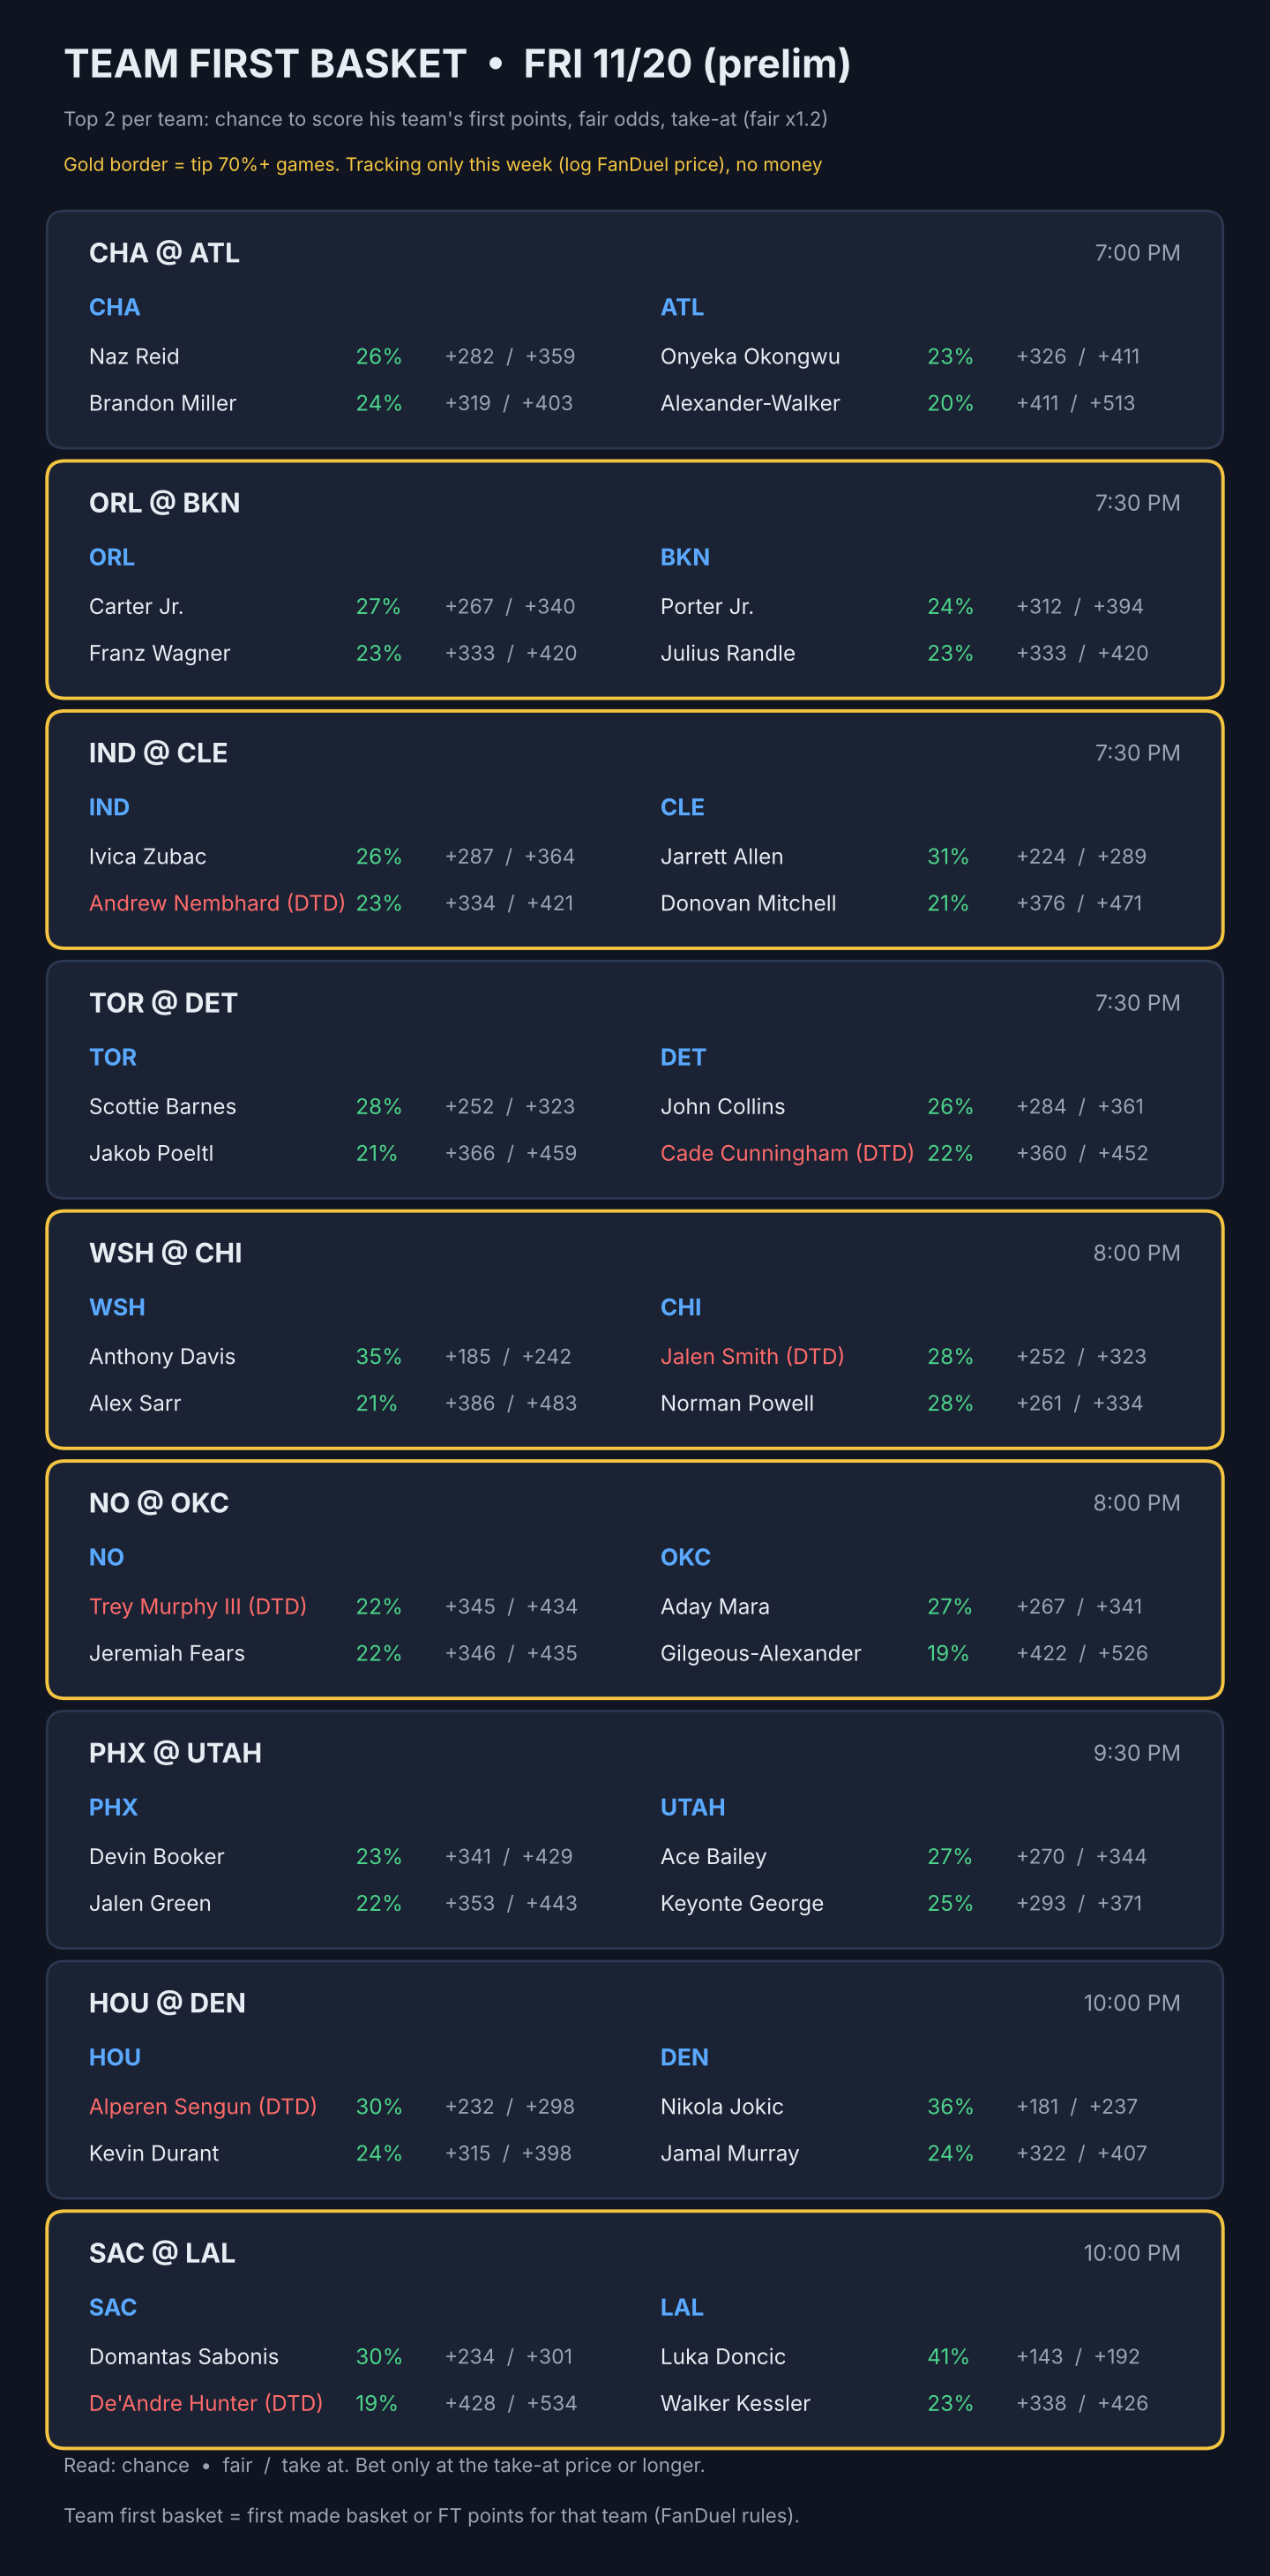 TEAM FIRST BASKET • FRI 11/20 (prelim)
Top 2 per team: chance to score his team's first points, fair odds, take-at (fair x1.2)
Gold border = tip 70%+ games. Tracking only this week (log FanDuel price), no money
CHA @ ATL 7:00 PM
CHA ATL
Naz Reid 26% +282 / +359 Onyeka Okongwu 23% +326 / +411
Brandon Miller 24% +319 / +403 Alexander-Walker 20% +411 / +513
ORL @ BKN 7:30 PM
ORL BKN
Carter Jr. 27% +267 / +340 Porter Jr. 24% +312 / +394
Franz Wagner 23% +333 / +420 Julius Randle 23% +333 / +420
IND @ CLE 7:30 PM
IND CLE
Ivica Zubac 26% +287 / +364 Jarrett Allen 31% +224 / +289
Andrew Nembhard (DTD) 23% +334 / +421 Donovan Mitchell 21% +376 / +471
TOR @ DET 7:30 PM
TOR DET
Scottie Barnes 28% +252 / +323 John Collins 26% +284 / +361
Jakob Poeltl 21% +366 / +459 Cade Cunningham (DTD) 22% +360 / +452
WSH @ CHI 8:00 PM
WSH CHI
Anthony Davis 35% +185 / +242 Jalen Smith (DTD) 28% +252 / +323
Alex Sarr 21% +386 / +483 Norman Powell 28% +261 / +334
NO @ OKC 8:00 PM
NO OKC
Trey Murphy III (DTD) 22% +345 / +434 Aday Mara 27% +267 / +341
Jeremiah Fears 22% +346 / +435 Gilgeous-Alexander 19% +422 / +526
PHX @ UTAH 9:30 PM
PHX UTAH
Devin Booker 23% +341 / +429 Ace Bailey 27% +270 / +344
Jalen Green 22% +353 / +443 Keyonte George 25% +293 / +371
HOU @ DEN 10:00 PM
HOU DEN
Alperen Sengun (DTD) 30% +232 / +298 Nikola Jokic 36% +181 / +237
Kevin Durant 24% +315 / +398 Jamal Murray 24% +322 / +407
SAC @ LAL 10:00 PM
SAC LAL
Domantas Sabonis 30% +234 / +301 Luka Doncic 41% +143 / +192
De'Andre Hunter (DTD) 19% +428 / +534 Walker Kessler 23% +338 / +426
Read: chance • fair / take at. Bet only at the take-at price or longer.
Team first basket = first made basket or FT points for that team (FanDuel rules).